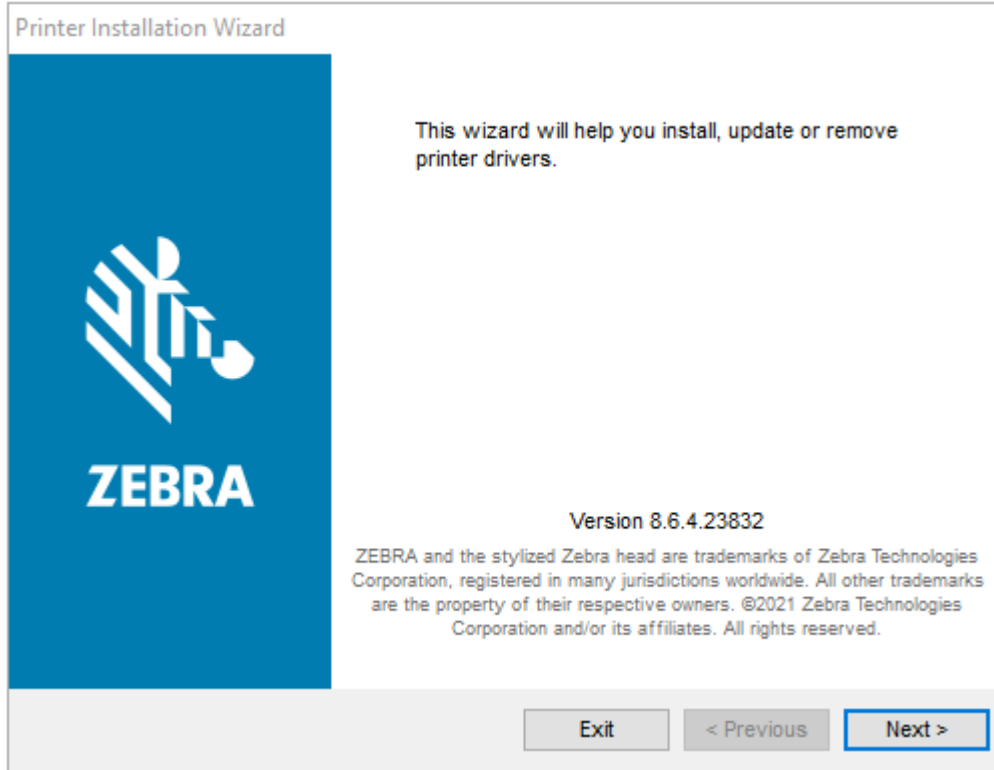 Printer Installation Wizard
This wizard will help you install, update or remove
printer drivers.
ZEBRA
Version 8.6.4.23832
ZEBRA and the stylized Zebra head are trademarks of Zebra Technologies
Corporation, registered in many jurisdictions worldwide. All other trademarks
are the property of their respective owners. ©2021 Zebra Technologies
Corporation and/or its affiliates. All rights reserved.
Exit
< Previous
Next >